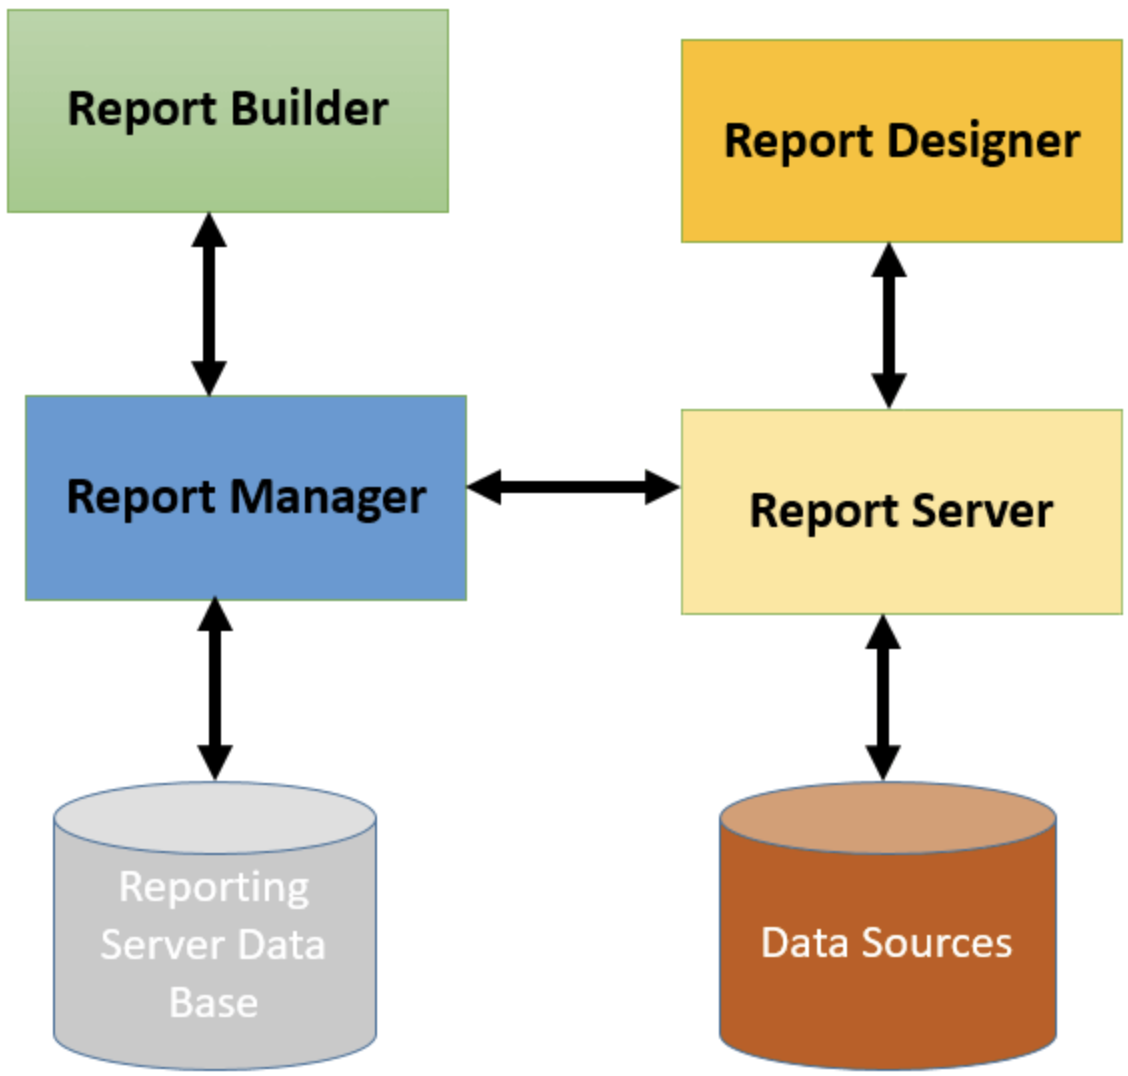 Report Builder
Report Designer
Report Manager
Report Server
Reporting
Server Data
Base
Data Sources